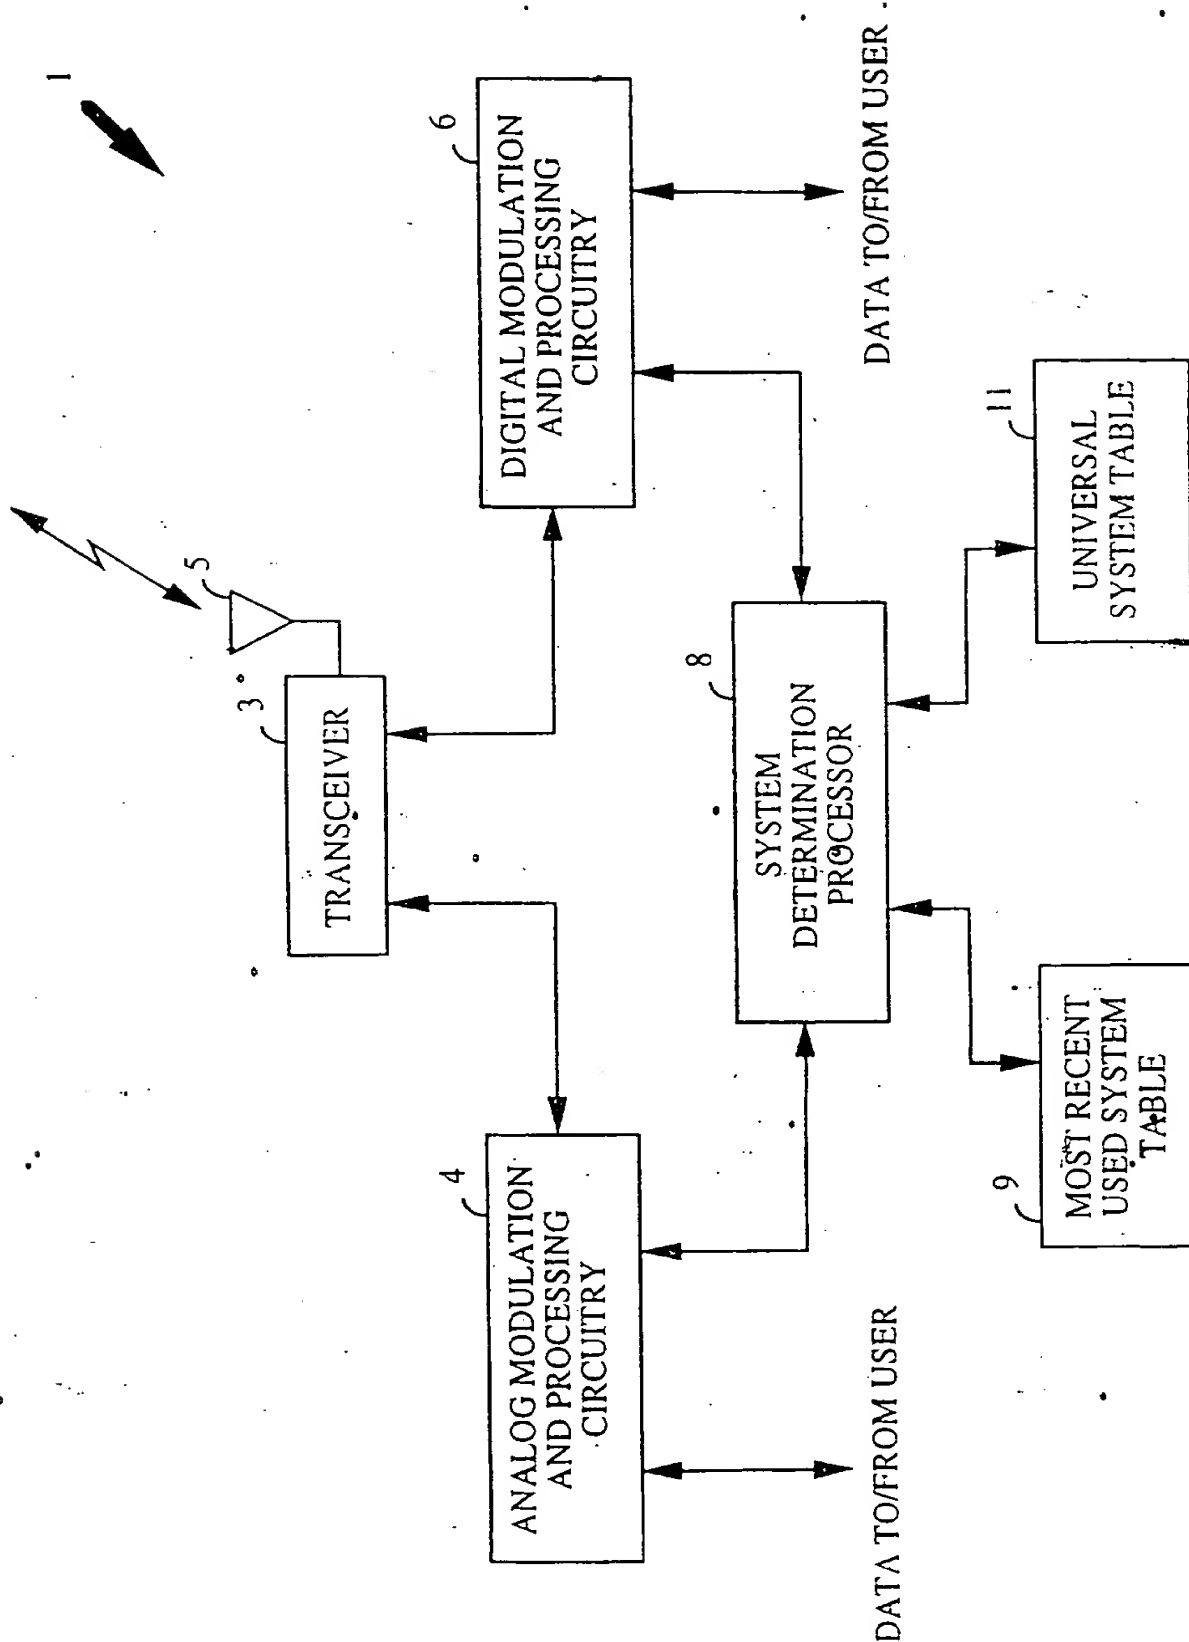 1
5
3
TRANSCEIVER
4
ANALOG MODULATION
AND PROCESSING
CIRCUITRY
6
DIGITAL MODULATION
AND PROCESSING
CIRCUITRY
8
SYSTEM
DETERMINATION
PROCESSOR
DATA TO/FROM USER
DATA TO/FROM USER
9
MOST RECENT
USED SYSTEM
TABLE
11
UNIVERSAL
SYSTEM TABLE